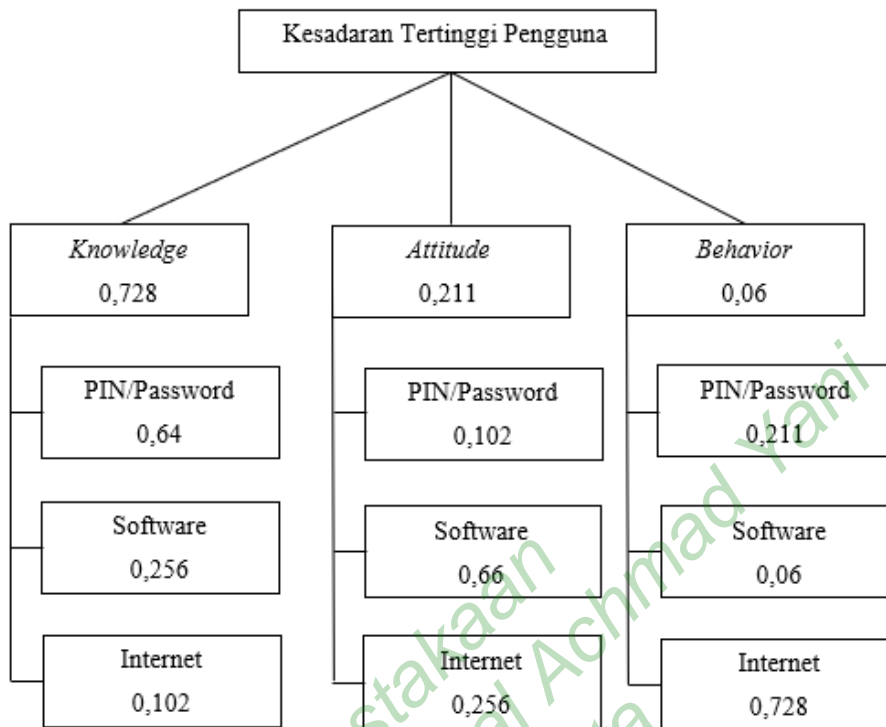 Kesadaran Tertinggi Pengguna
Knowledge
0,728
PIN/Password
0,64
Software
0,256
Internet
0,102
Attitude
0,211
PIN/Password
0,102
Software
0,66
Internet
0,256
Behavior
0,06
PIN/Password
0,211
Software
0,06
Internet
0,728
Achmad Yani